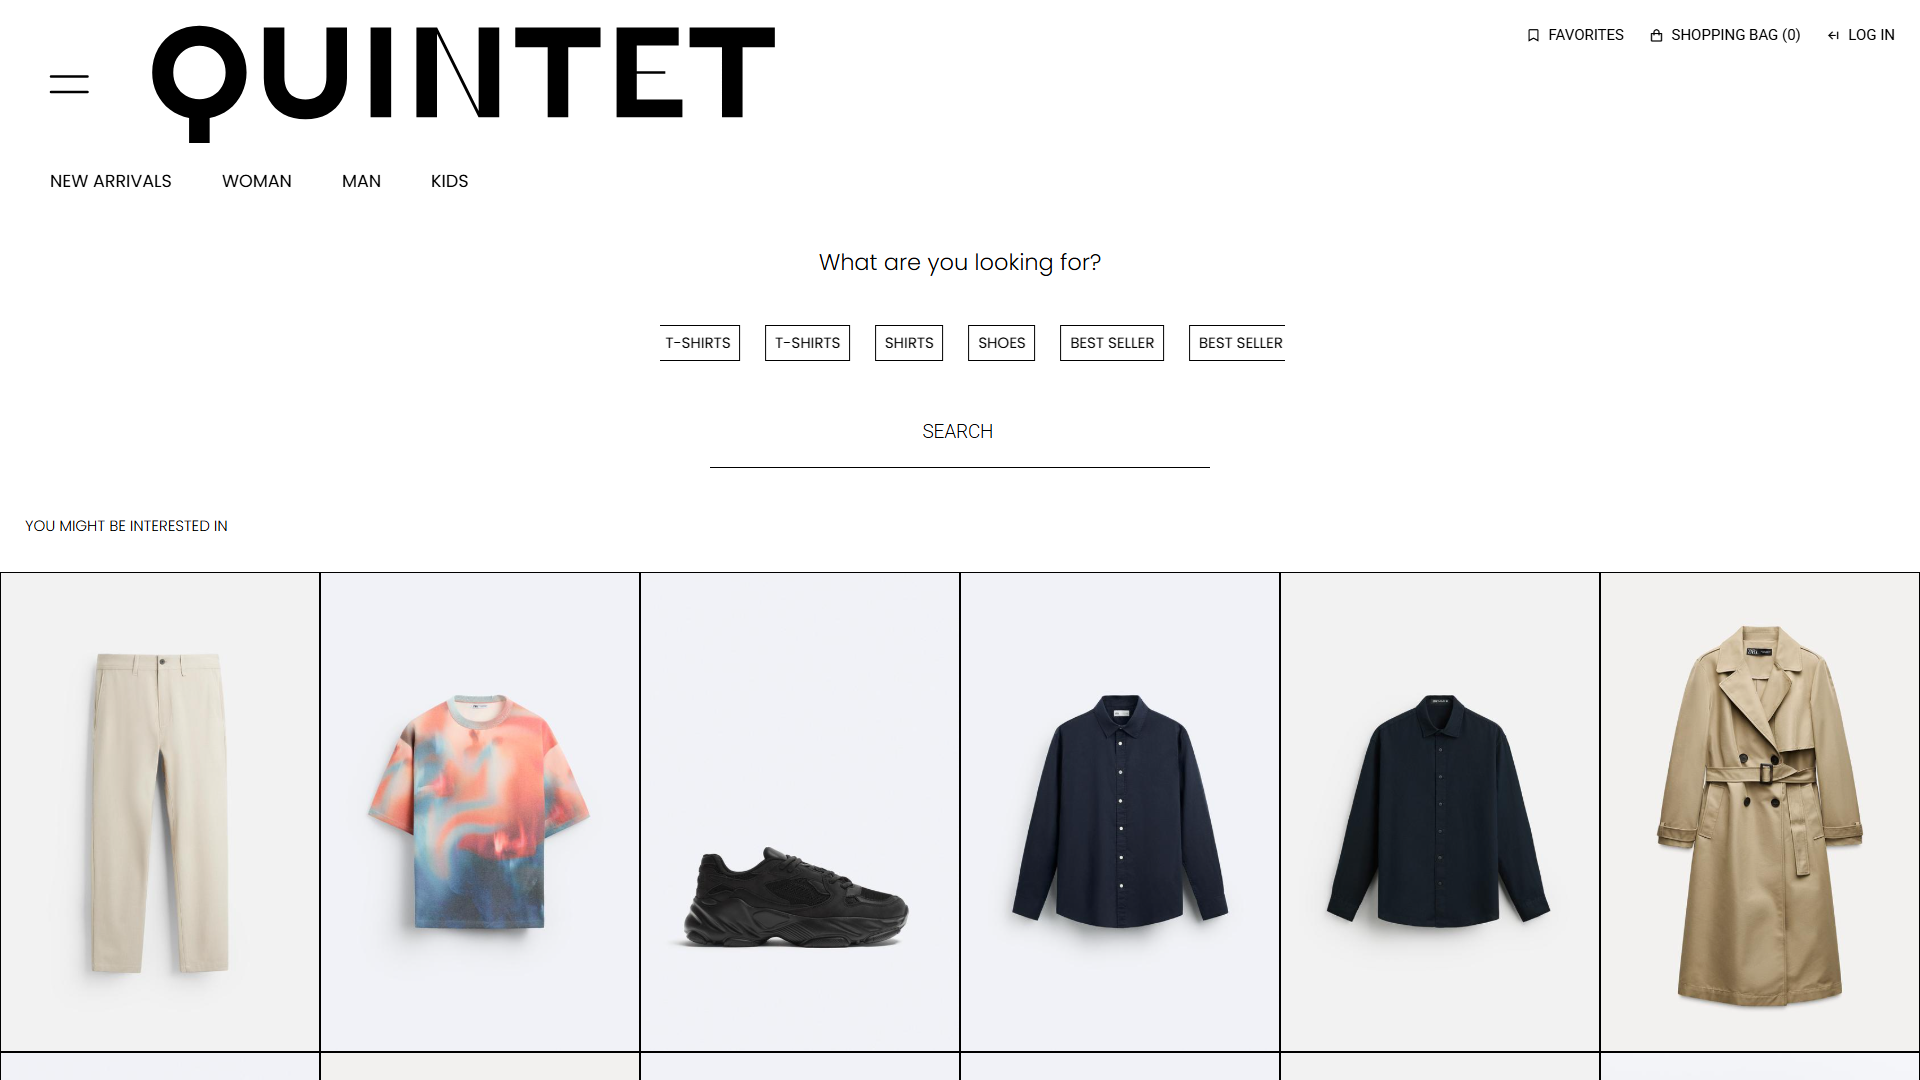 QUINTET
FAVORITES
SHOPPING BAG (0)
LOG IN
NEW ARRIVALS
WOMAN
MAN
KIDS
What are you looking for?
T-SHIRTS
T-SHIRTS
SHIRTS
SHOES
BEST SELLER
BEST SELLER
SEARCH
YOU MIGHT BE INTERESTED IN